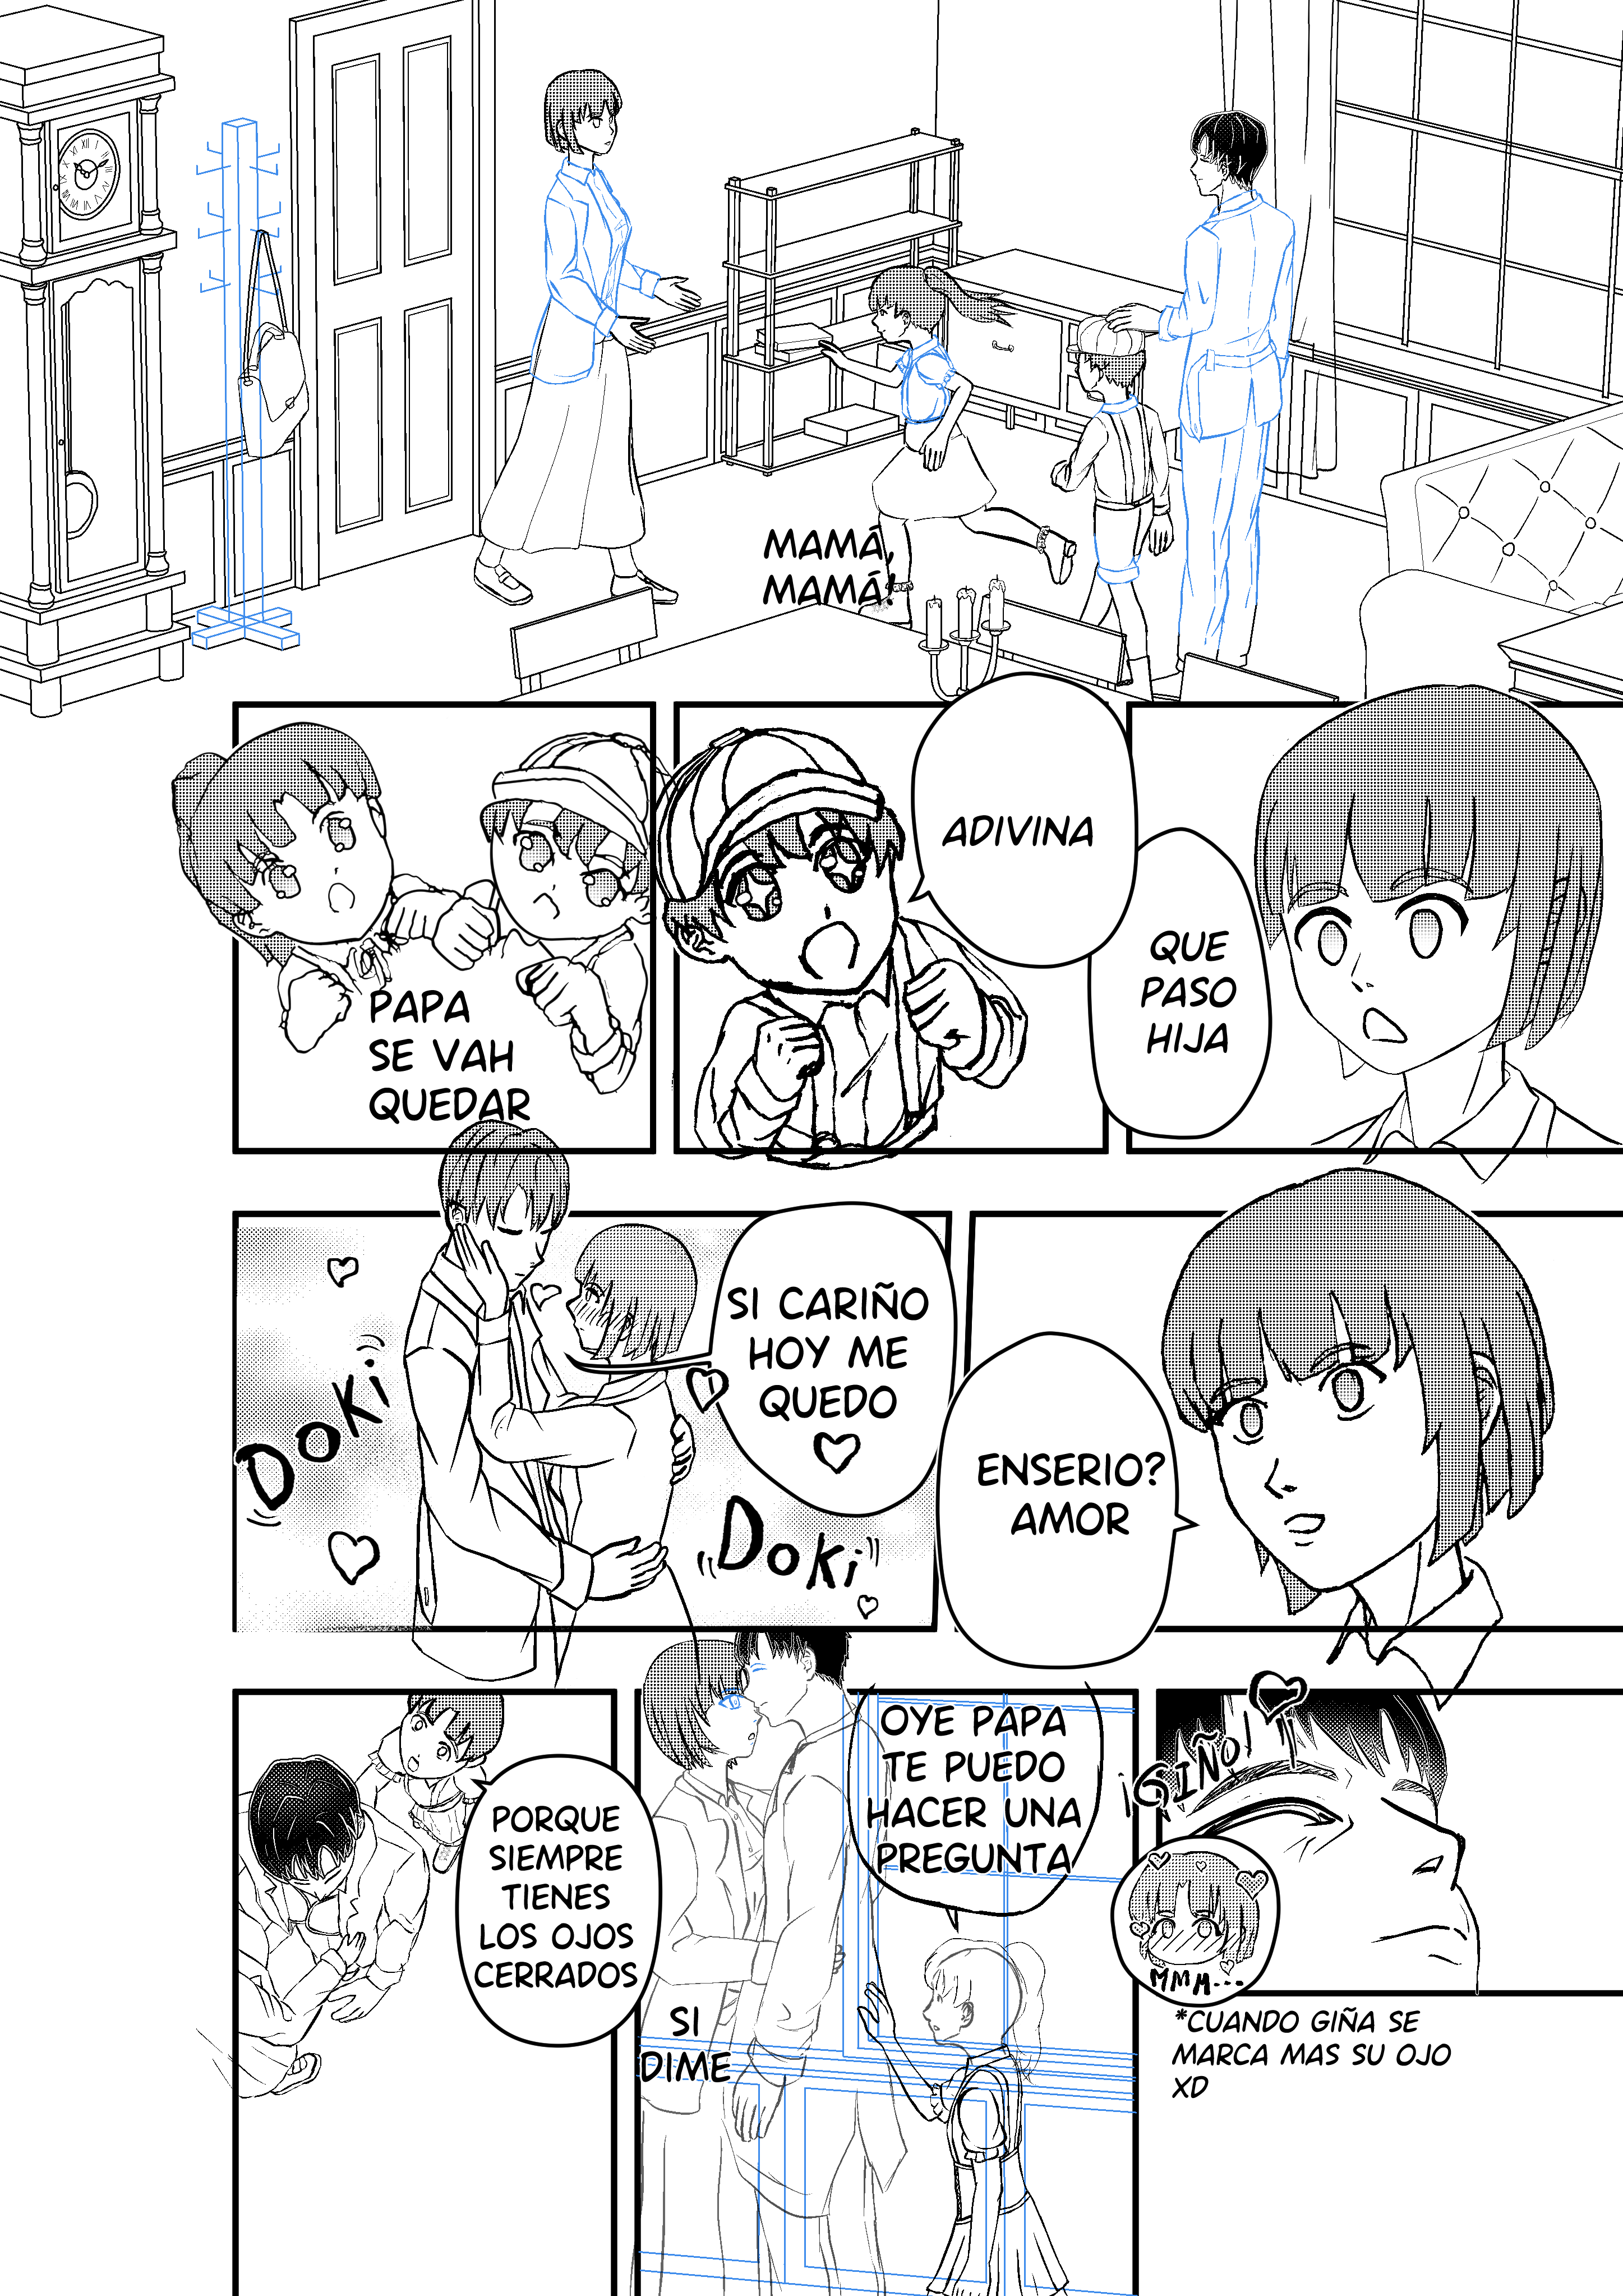 MAMÁ,
MAMÁ!
QUE
PASO
HIJA
ADIVINA
PAPA
SE VAH
QUEDAR
ENSERIO?
AMOR
SI CARIÑO
HOY ME
QUEDO
DOKi
DOKi
¡GIÑO!
MMM...
*CUANDO GIÑA SE
MARCA MAS SU OJO
XD
OYE PAPA
TE PUEDO
HACER UNA
PREGUNTA
SI
DIME
PORQUE
SIEMPRE
TIENES
LOS OJOS
CERRADOS